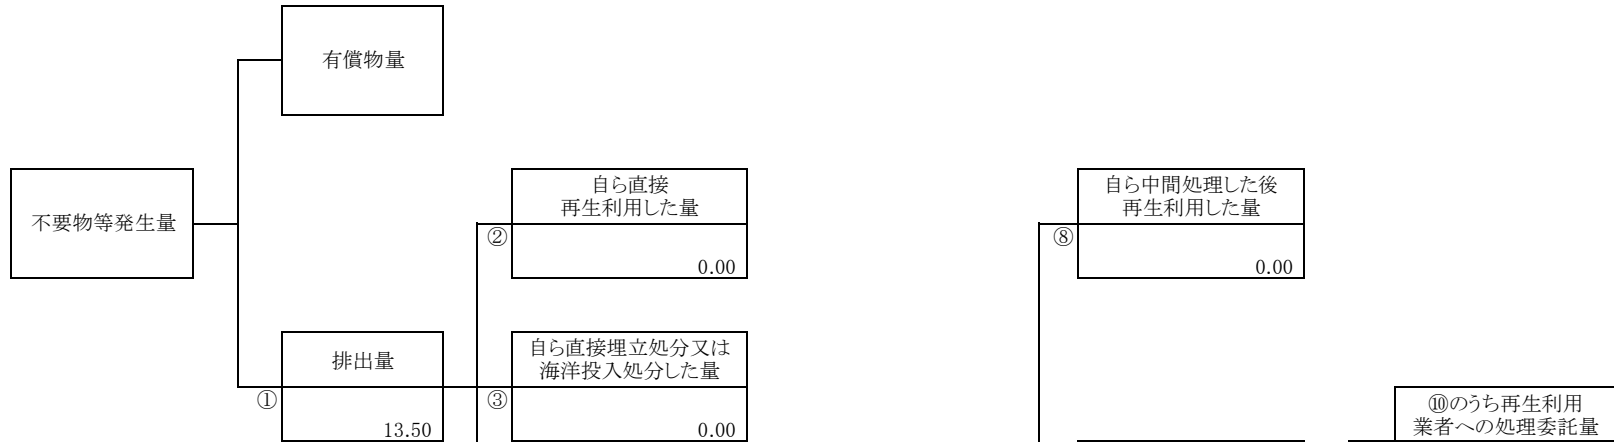 有償物量
不要物等発生量
自ら直接
再生利用した量
②
0.00
自ら中間処理した後
再生利用した量
⑧
0.00
排出量
①
13.50
自ら直接埋立処分又は
海洋投入処分した量
③
0.00
⑩のうち再生利用
業者への処理委託量